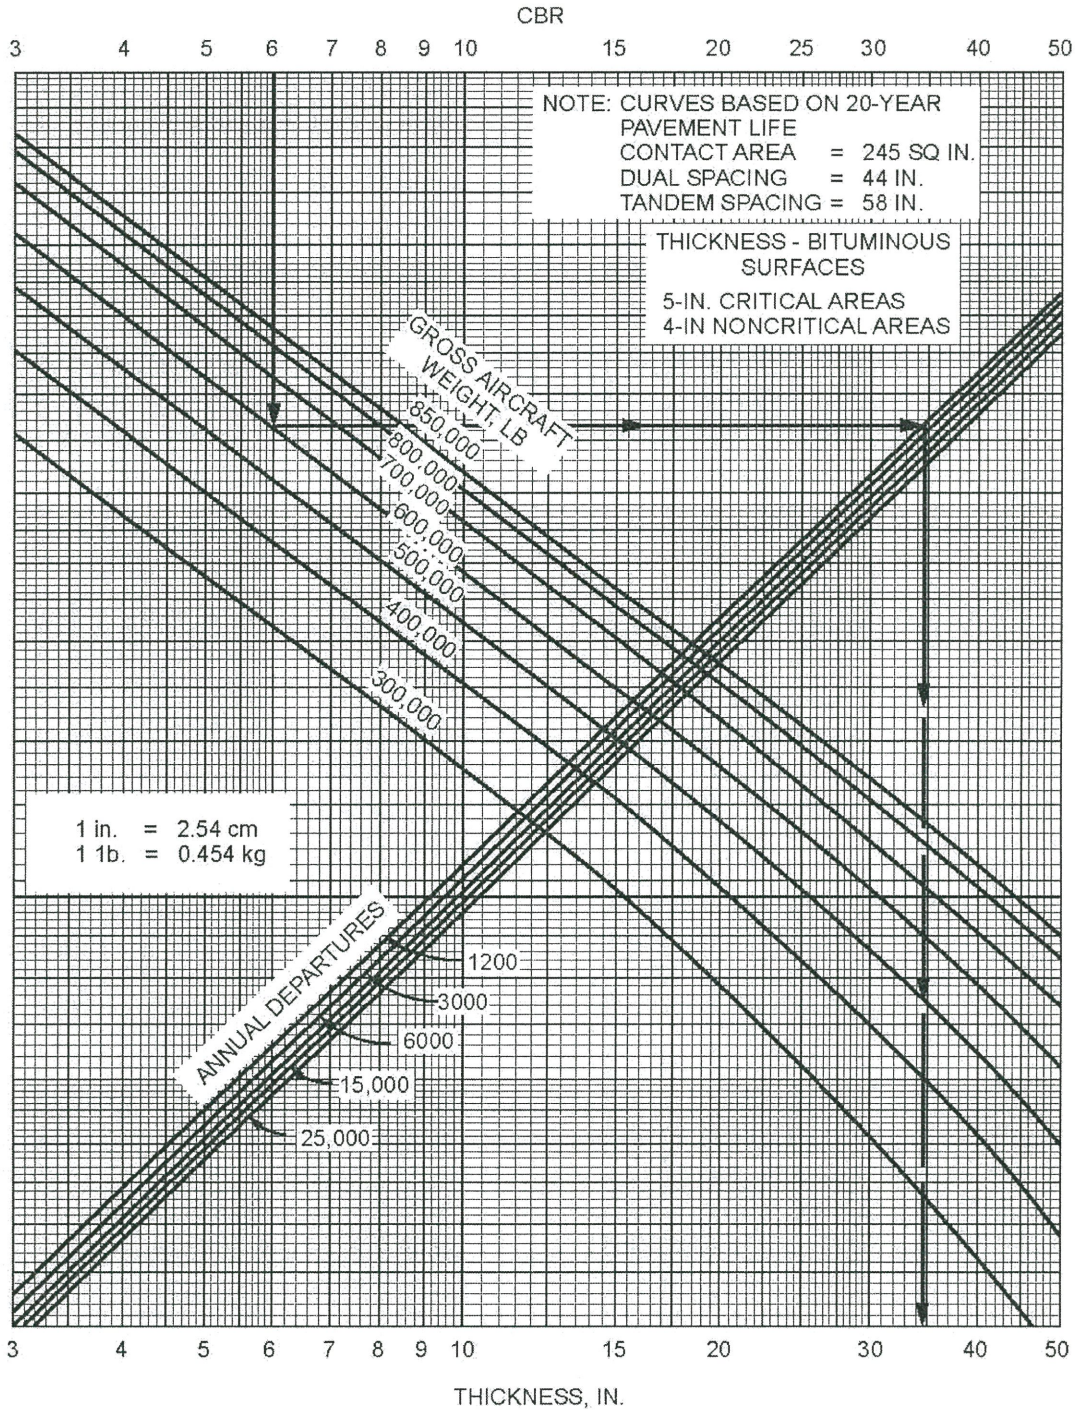 CBR
3 4 5 6 7 8 9 10 15 20 25 30 40 50
NOTE: CURVES BASED ON 20-YEAR
PAVEMENT LIFE
CONTACT AREA = 245 SQ IN.
DUAL SPACING = 44 IN.
TANDEM SPACING = 58 IN.
THICKNESS - BITUMINOUS
SURFACES
5-IN. CRITICAL AREAS
4-IN NONCRITICAL AREAS
GROSS AIRCRAFT
WEIGHT, LB
850,000
800,000
700,000
600,000
500,000
400,000
300,000
1 in. = 2.54 cm
1 1b. = 0.454 kg
ANNUAL DEPARTURES
1200
3000
6000
15,000
25,000
3 4 5 6 7 8 9 10 15 20 30 40 50
THICKNESS, IN.